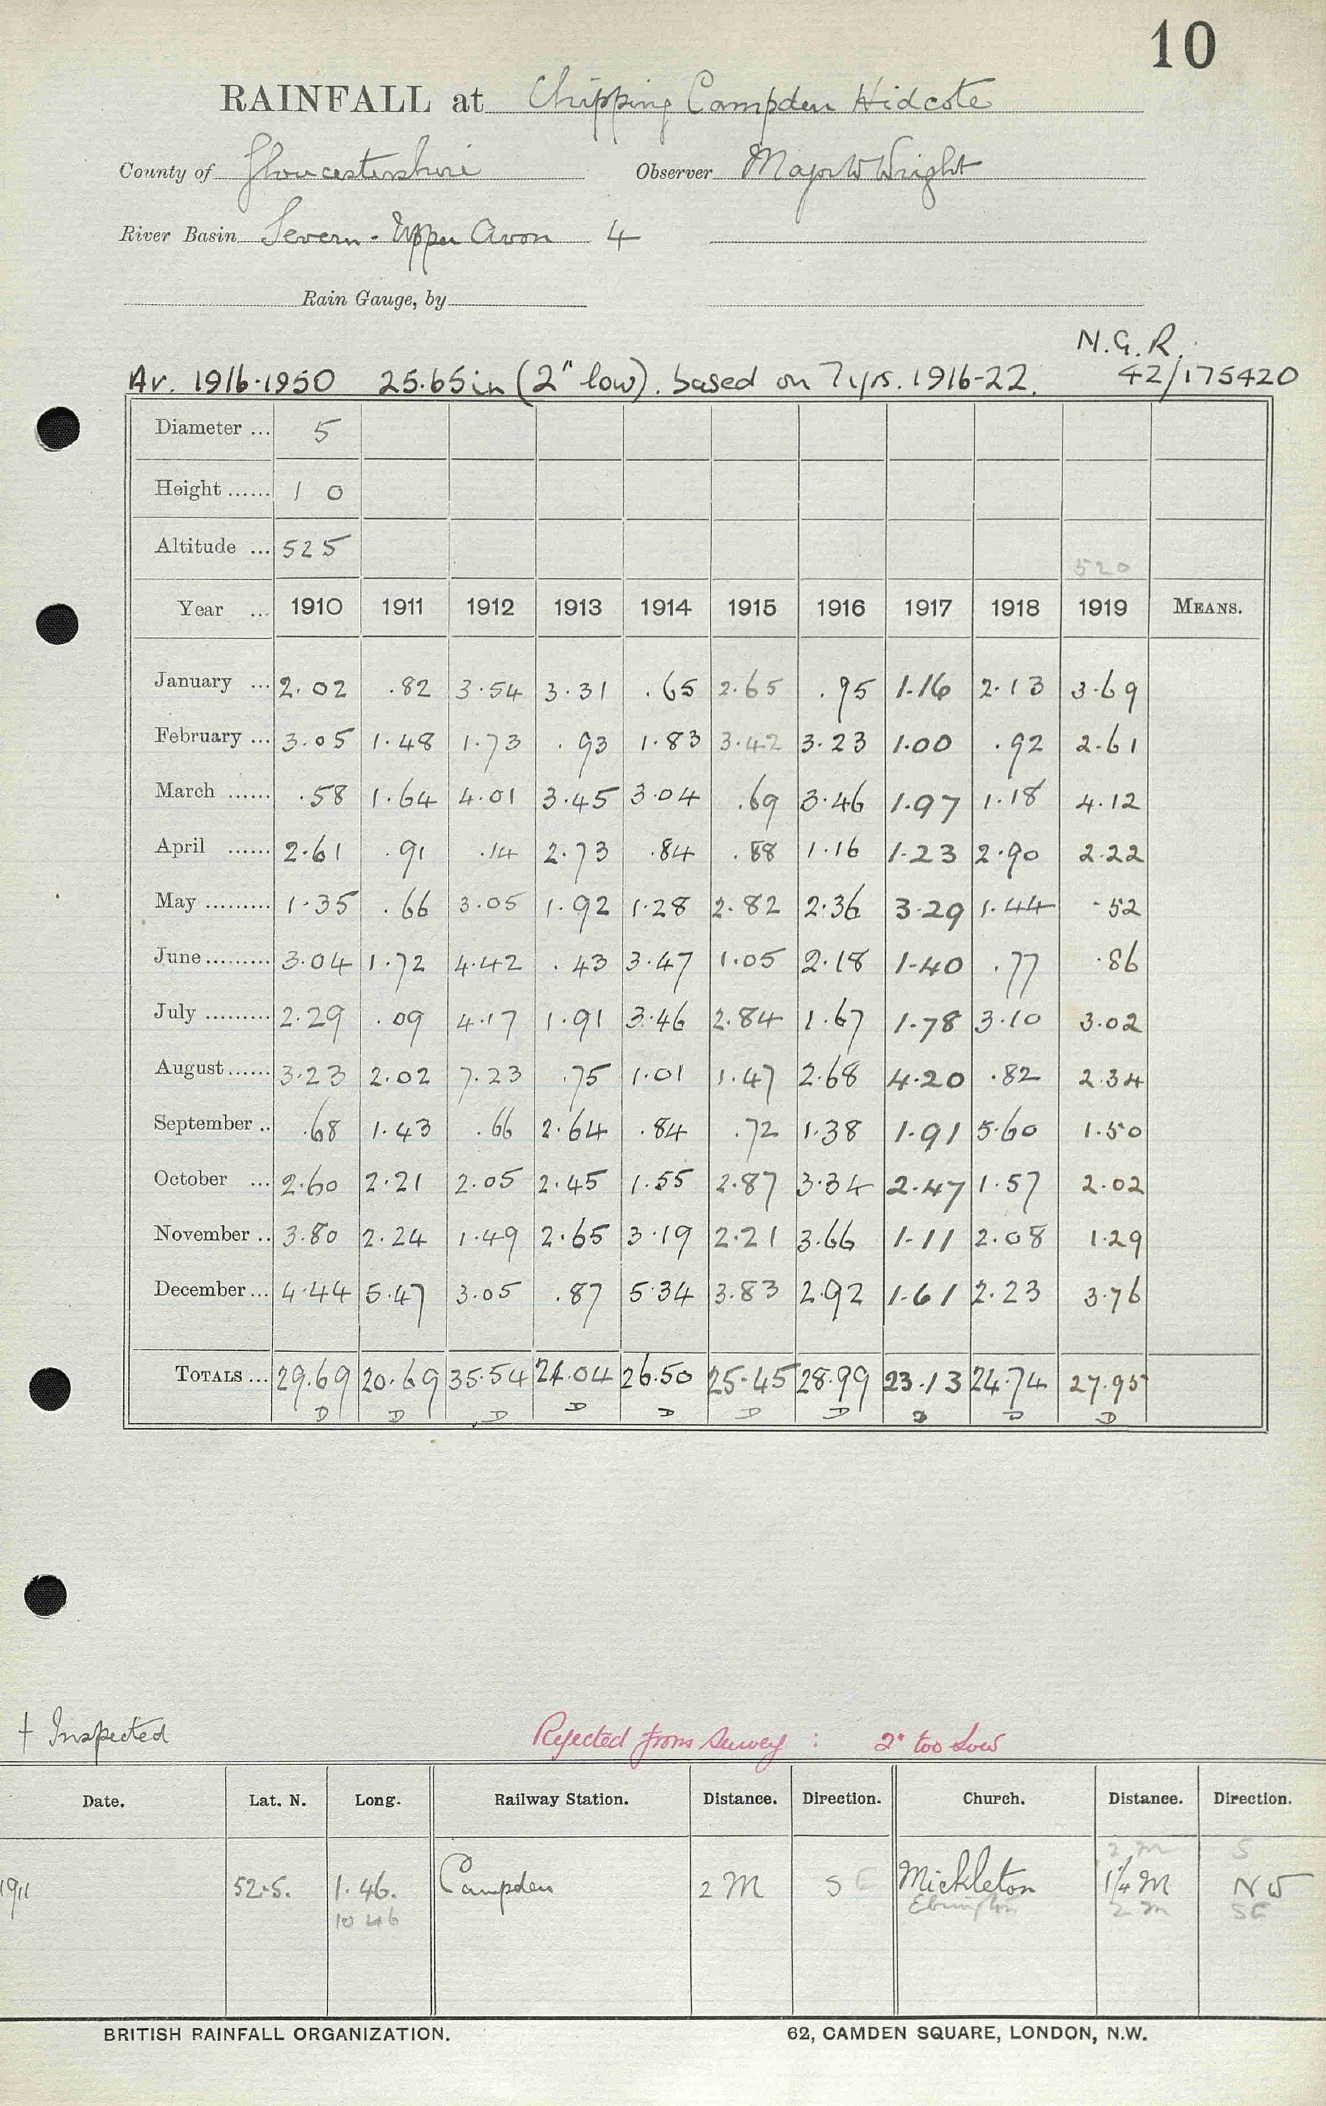 10
RAINFALL at Chipping Campden Hidcote
County of Gloucestershire Observer Major W Wright
River Basin Severn - Upper Avon 4
Rain Gauge, by
N.G.R.
Av. 1916-1950 25.65 in (2" low). based on 7 yrs. 1916-22. 42/175420
Diameter ... 5
Height ...... 1 0
Altitude ... 525 520
Year ... 1910 1911 1912 1913 1914 1915 1916 1917 1918 1919 MEANS.
January ... 2.02 .82 3.54 3.31 .65 2.65 .95 1.16 2.13 3.69
February ... 3.05 1.48 1.73 .93 1.83 3.42 3.23 1.00 .92 2.61
March ...... .58 1.64 4.01 3.45 3.04 .69 3.46 1.97 1.18 4.12
April ...... 2.61 .91 .14 2.73 .84 .88 1.16 1.23 2.90 2.22
May ......... 1.35 .66 3.05 1.92 1.28 2.82 2.36 3.29 1.44 .52
June ......... 3.04 1.72 4.42 .43 3.47 1.05 2.18 1.40 .77 .86
July ......... 2.29 .09 4.17 1.91 3.46 2.84 1.67 1.78 3.10 3.02
August ...... 3.23 2.02 7.23 .75 1.01 1.47 2.68 4.20 .82 2.34
September .. .68 1.43 .66 2.64 .84 .72 1.38 1.91 5.60 1.50
October ... 2.60 2.21 2.05 2.45 1.55 2.87 3.34 2.47 1.57 2.02
November .. 3.80 2.24 1.49 2.65 3.19 2.21 3.66 1.11 2.08 1.29
December ... 4.44 5.47 3.05 .87 5.34 3.83 2.92 1.61 2.23 3.76
TOTALS ... 29.69 20.69 35.54 24.04 26.50 25.45 28.99 23.13 24.74 27.95
D D D D D D D D D D
† Inspected Rejected from Survey : 2" too low
Date. Lat. N. Long. Railway Station. Distance. Direction. Church. Distance. Direction.
2 M S
1911 52.5. 1.46. Campden 2 M S E Mickleton 1¼ M NW
10 46 Ebrington 2 m SE
BRITISH RAINFALL ORGANIZATION. 62, CAMDEN SQUARE, LONDON, N.W.